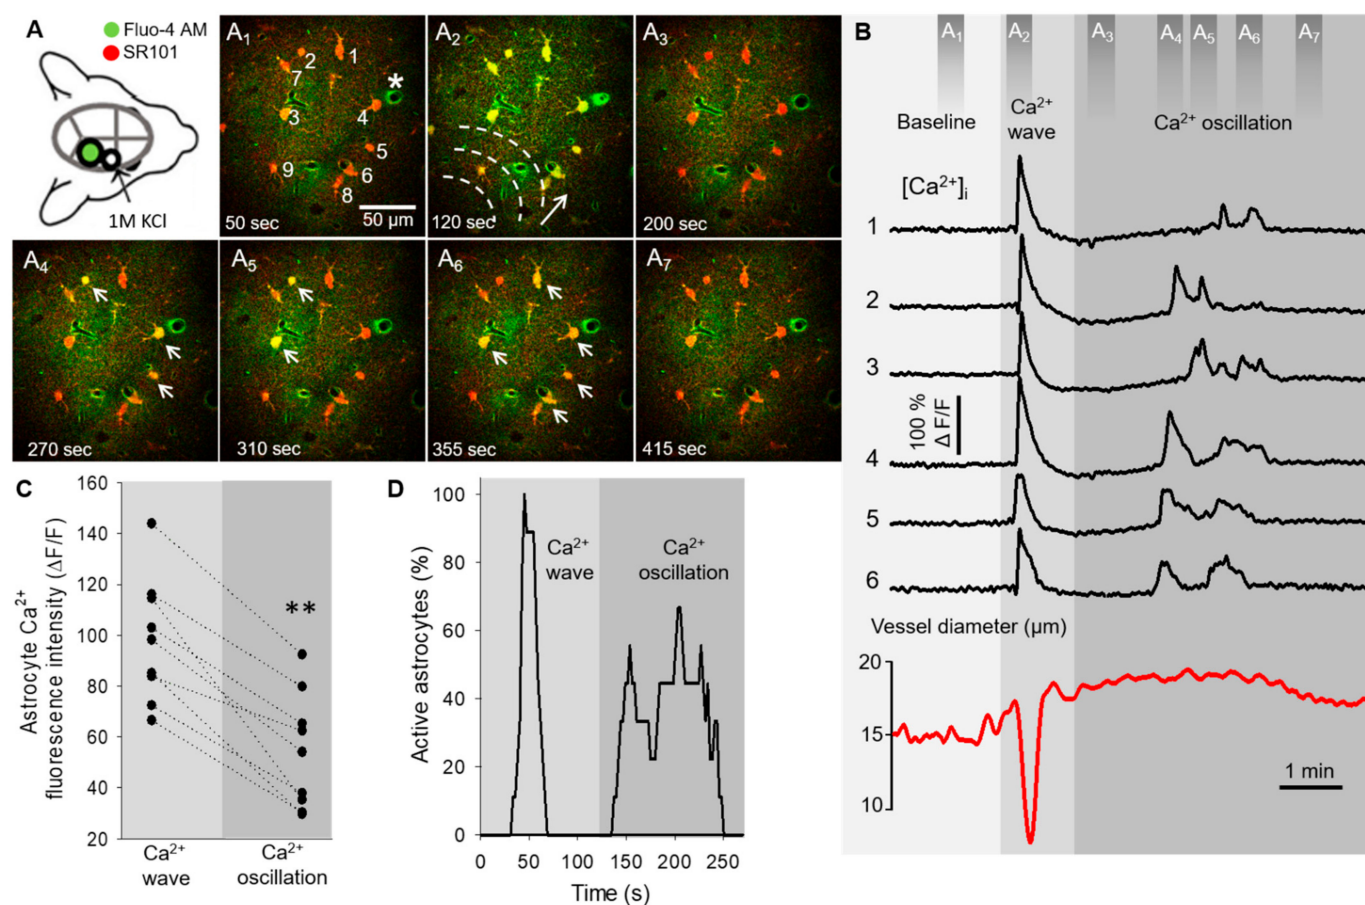 A
Fluo-4 AM
SR101
1M KCl
A1
1
2
7
3
*
4
5
9
6
8
50 µm
50 sec
A2
120 sec
A3
200 sec
A4
270 sec
A5
310 sec
A6
355 sec
A7
415 sec
B
A1 A2 A3 A4 A5 A6 A7
Baseline
Ca2+
wave
Ca2+ oscillation
[Ca2+]i
1
2
3
100 %
Δ F/F
4
5
6
Vessel diameter (µm)
20
15
10
1 min
C
Astrocyte Ca2+
fluorescence intensity (ΔF/F)
160
140
120
100
80
60
40
20
**
Ca2+
wave
Ca2+
oscillation
D
Active astrocytes (%)
100
80
60
40
20
0
Ca2+
wave
Ca2+
oscillation
0 50 100 150 200 250
Time (s)